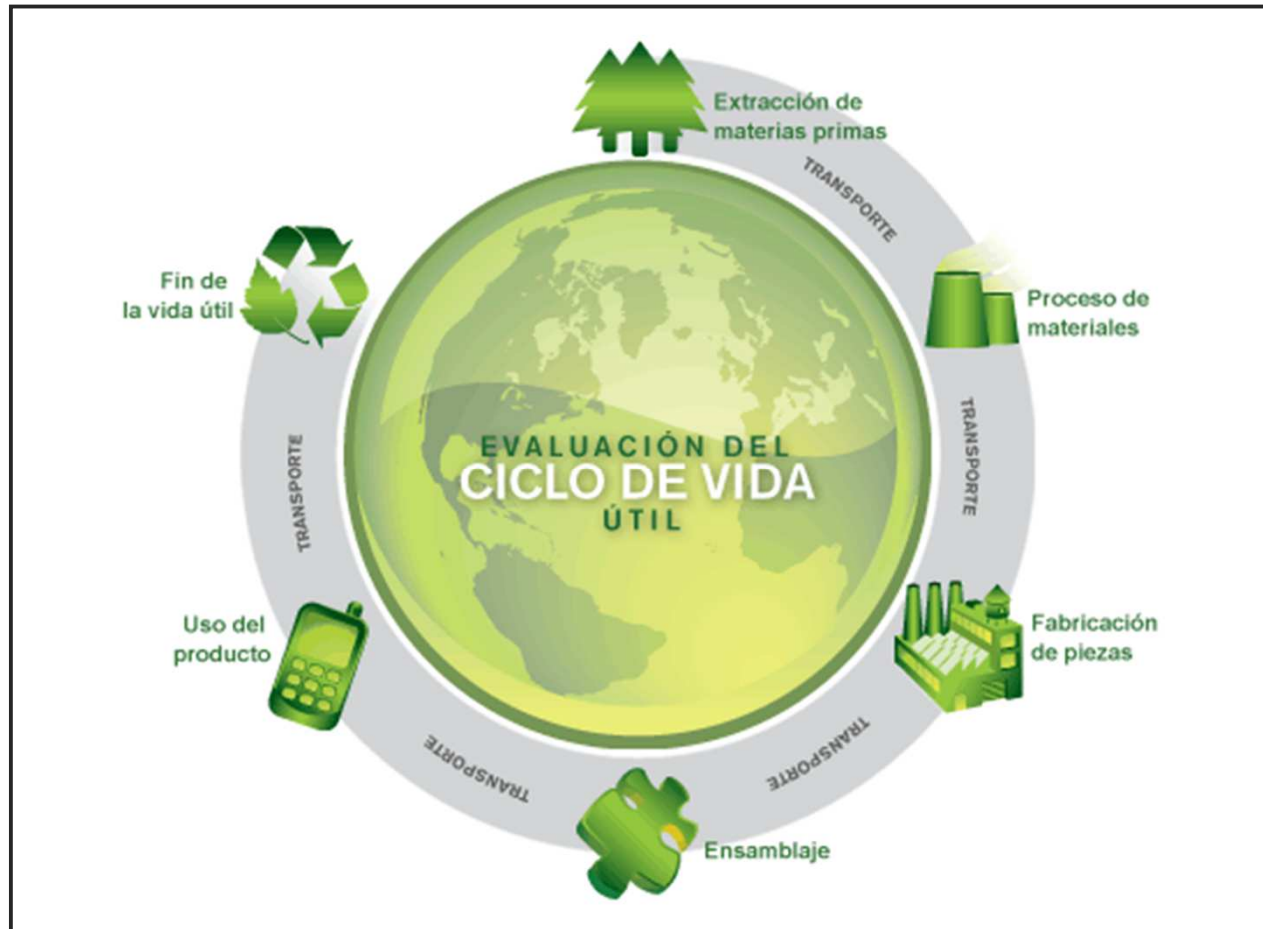 Extracción de
materias primas
TRANSPORTE
Proceso de
materiales
TRANSPORTE
Fabricación
de piezas
TRANSPORTE
Ensamblaje
TRANSPORTE
Uso del
producto
TRANSPORTE
Fin de
la vida útil
EVALUACIÓN DEL
CICLO DE VIDA
ÚTIL